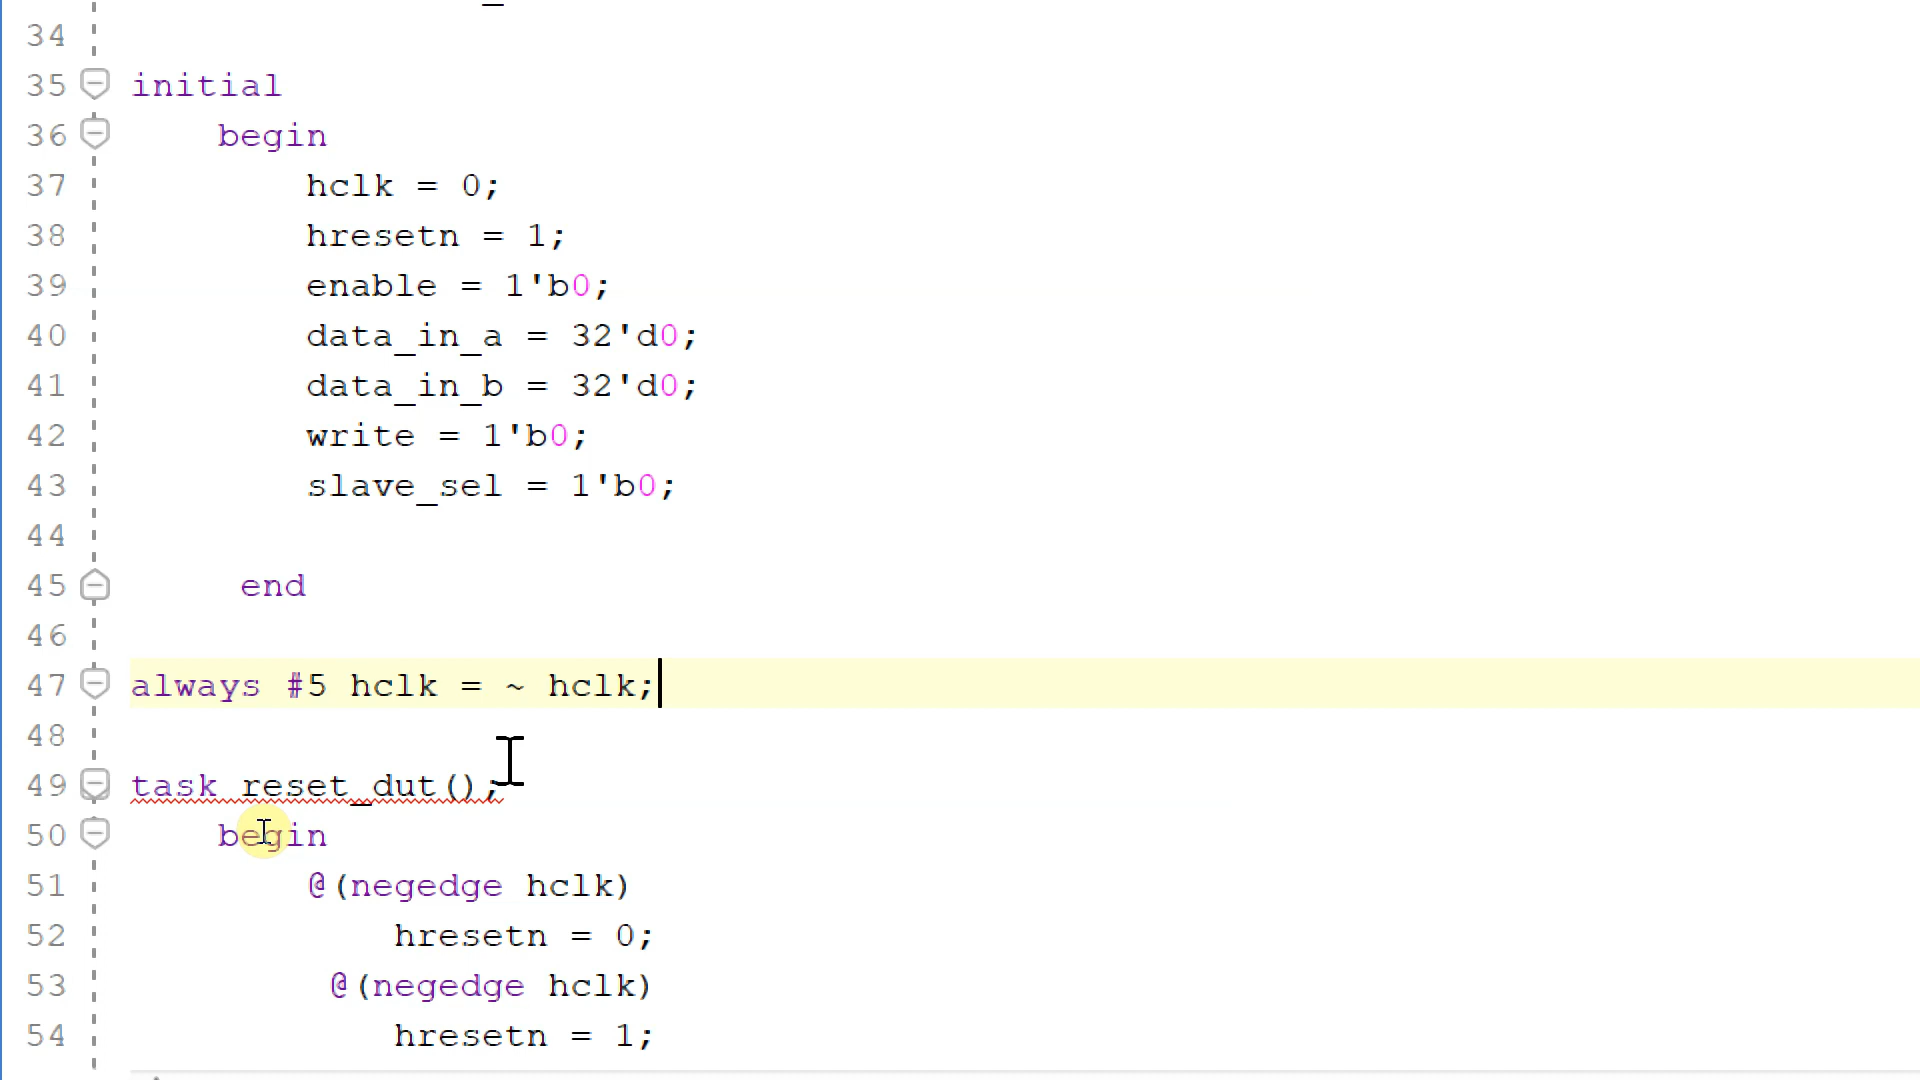 34
35 initial
36 begin
37 hclk = 0;
38 hresetn = 1;
39 enable = 1'b0;
40 data_in_a = 32'd0;
41 data_in_b = 32'd0;
42 write = 1'b0;
43 slave_sel = 1'b0;
44
45 end
46
47 always #5 hclk = ~ hclk;
48
49 task reset_dut();
50 begin
51 @(negedge hclk)
52 hresetn = 0;
53 @(negedge hclk)
54 hresetn = 1;